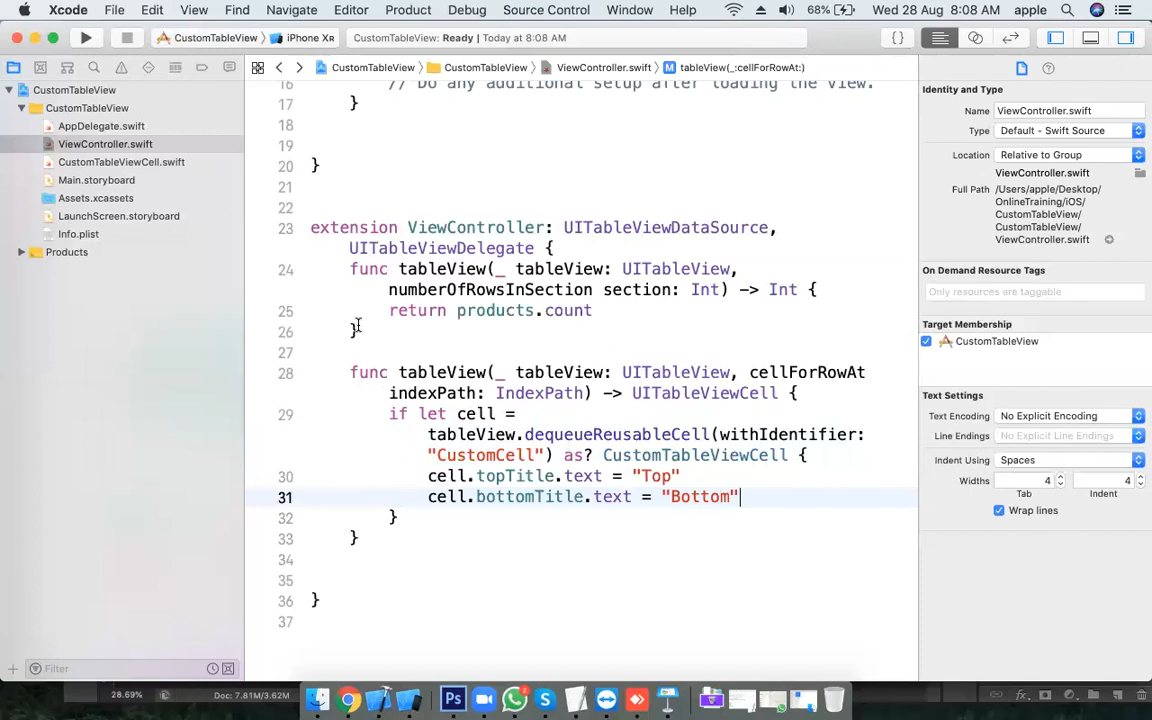 Xcode File Edit View Find Navigate Editor Product Debug Source Control Window Help 68% Wed 28 Aug 8:08 AM apple
CustomTableView iPhone XR CustomTableView: Ready | Today at 8:08 AM
CustomTableView CustomTableView ViewController.swift M tableView(_:cellForRowAt:)
CustomTableView
CustomTableView
AppDelegate.swift
ViewController.swift
CustomTableViewCell.swift
Main.storyboard
Assets.xcassets
LaunchScreen.storyboard
Info.plist
Products
Filter
16 // Do any additional setup after loading the view.
17 }
18
19
20 }
21
22
23 extension ViewController: UITableViewDataSource,
UITableViewDelegate {
24 func tableView(_ tableView: UITableView,
numberOfRowsInSection section: Int) -> Int {
25 return products.count
26 }
27
28 func tableView(_ tableView: UITableView, cellForRowAt
indexPath: IndexPath) -> UITableViewCell {
29 if let cell =
tableView.dequeueReusableCell(withIdentifier:
"CustomCell") as? CustomTableViewCell {
30 cell.topTitle.text = "Top"
31 cell.bottomTitle.text = "Bottom"
32 }
33 }
34
35
36 }
37
Identity and Type
Name ViewController.swift
Type Default - Swift Source
Location Relative to Group
ViewController.swift
Full Path /Users/apple/Desktop/
OnlineTraining/iOS/
CustomTableView/
CustomTableView/
ViewController.swift
On Demand Resource Tags
Only resources are taggable
Target Membership
CustomTableView
Text Settings
Text Encoding No Explicit Encoding
Line Endings No Explicit Line Endings
Indent Using Spaces
Widths 4 4
Tab Indent
Wrap lines
28.69% Doc: 7.81M/3.62M
Ps
fx